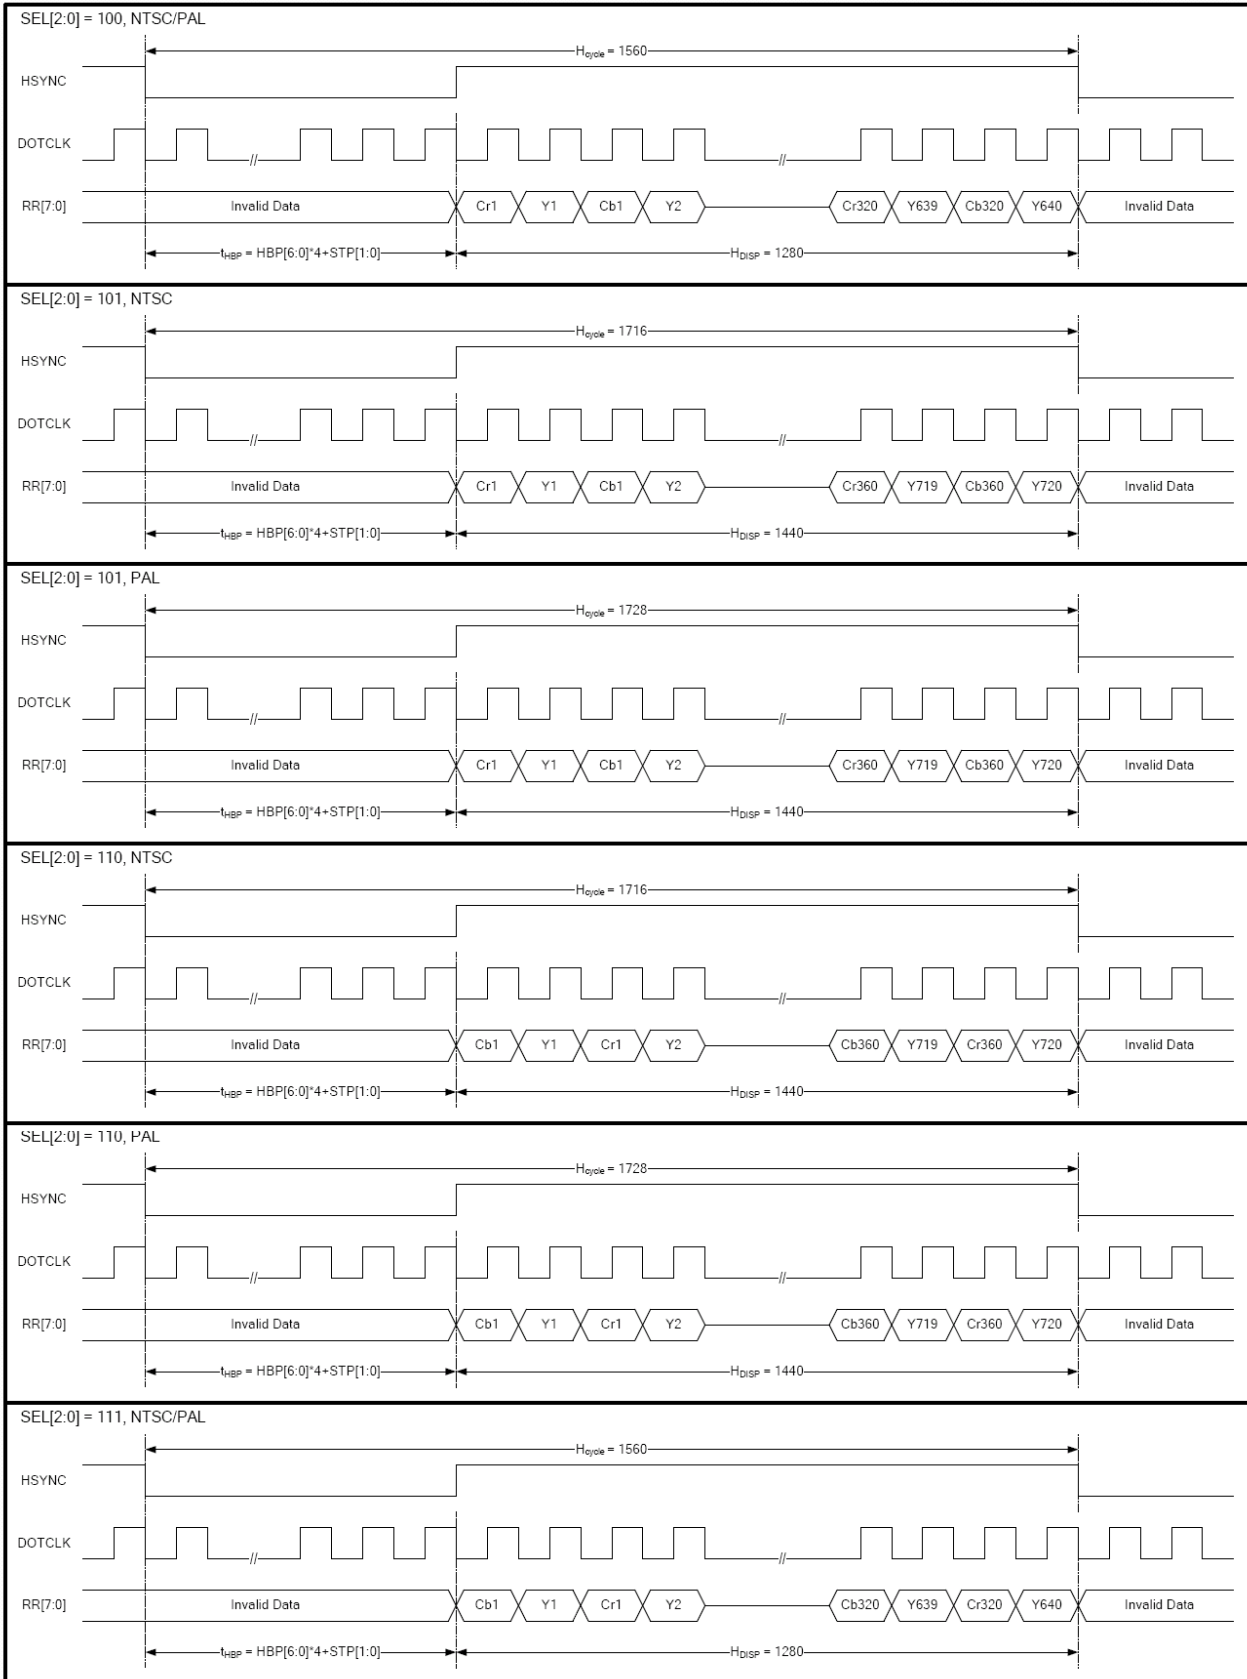 SEL[2:0] = 100, NTSC/PAL
Hcycle = 1560
HSYNC
DOTCLK
// //
RR[7:0] Invalid Data Cr1 Y1 Cb1 Y2 Cr320 Y639 Cb320 Y640 Invalid Data
tHBP = HBP[6:0]*4+STP[1:0] HDISP = 1280
SEL[2:0] = 101, NTSC
Hcycle = 1716
HSYNC
DOTCLK
// //
RR[7:0] Invalid Data Cr1 Y1 Cb1 Y2 Cr360 Y719 Cb360 Y720 Invalid Data
tHBP = HBP[6:0]*4+STP[1:0] HDISP = 1440
SEL[2:0] = 101, PAL
Hcycle = 1728
HSYNC
DOTCLK
// //
RR[7:0] Invalid Data Cr1 Y1 Cb1 Y2 Cr360 Y719 Cb360 Y720 Invalid Data
tHBP = HBP[6:0]*4+STP[1:0] HDISP = 1440
SEL[2:0] = 110, NTSC
Hcycle = 1716
HSYNC
DOTCLK
// //
RR[7:0] Invalid Data Cb1 Y1 Cr1 Y2 Cb360 Y719 Cr360 Y720 Invalid Data
tHBP = HBP[6:0]*4+STP[1:0] HDISP = 1440
SEL[2:0] = 110, PAL
Hcycle = 1728
HSYNC
DOTCLK
// //
RR[7:0] Invalid Data Cb1 Y1 Cr1 Y2 Cb360 Y719 Cr360 Y720 Invalid Data
tHBP = HBP[6:0]*4+STP[1:0] HDISP = 1440
SEL[2:0] = 111, NTSC/PAL
Hcycle = 1560
HSYNC
DOTCLK
// //
RR[7:0] Invalid Data Cb1 Y1 Cr1 Y2 Cb320 Y639 Cr320 Y640 Invalid Data
tHBP = HBP[6:0]*4+STP[1:0] HDISP = 1280